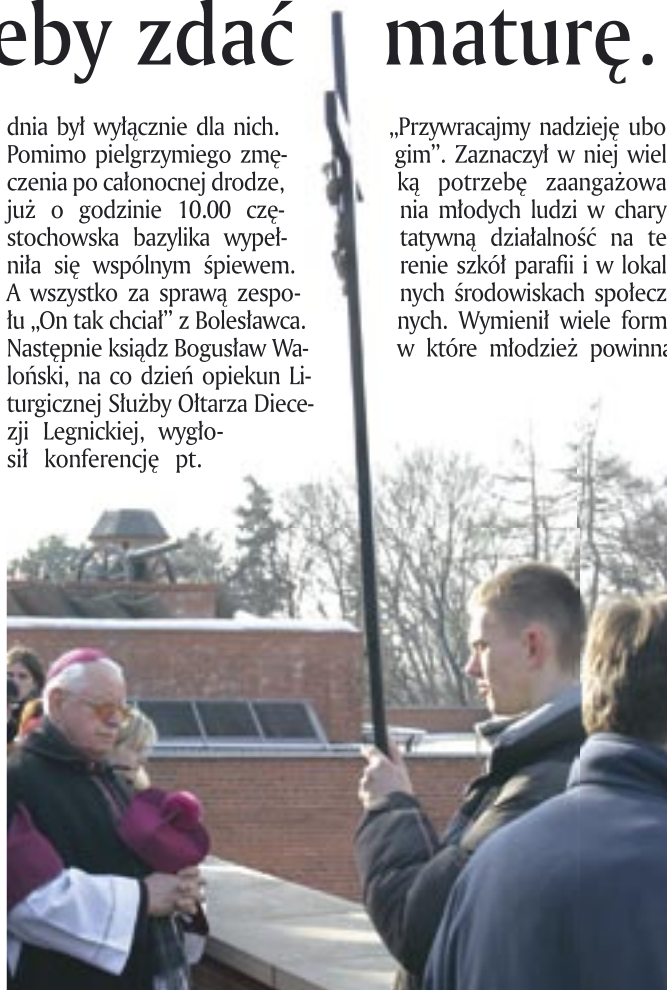 eby zdać maturę.
dnia był wyłącznie dla nich.
Pomimo pielgrzymiego zmę-
czenia po całonocnej drodze,
już o godzinie 10.00 czę-
stochowska bazylika wypeł-
niła się wspólnym śpiewem.
A wszystko za sprawą zespo-
łu „On tak chciał” z Bolesławca.
Następnie ksiądz Bogusław Wa-
loński, na co dzień opiekun Li-
turgicznej Służby Ołtarza Diece-
zji Legnickiej, wygło-
sił konferencję pt.
„Przywracajmy nadzieję ubo
gim”. Zaznaczył w niej wiel
ką potrzebę zaangażowa
nia młodych ludzi w chary
tatywną działalność na te
renie szkół parafii i w lokal
nych środowiskach społecz
nych. Wymienił wiele form
w które młodzież powinna